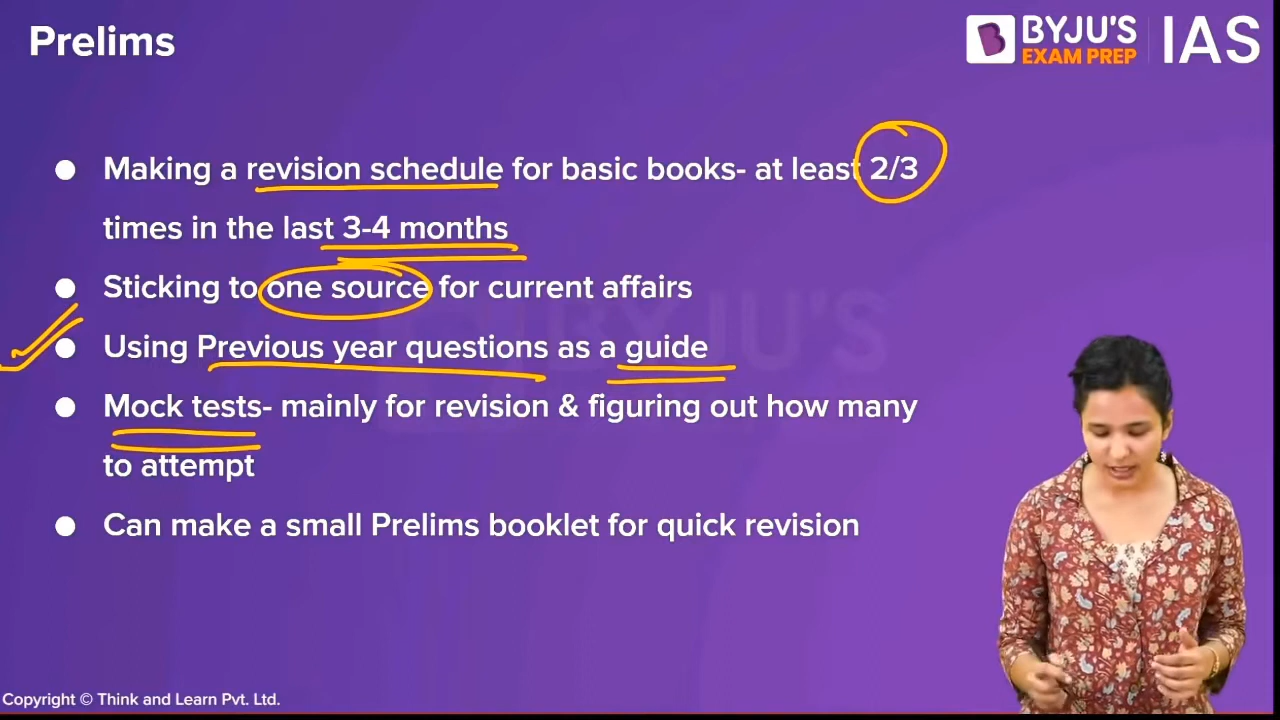 Prelims
BYJU'S
EXAM PREP
IAS
Making a revision schedule for basic books- at least 2/3
times in the last 3-4 months
Sticking to one source for current affairs
Using Previous year questions as a guide
Mock tests- mainly for revision & figuring out how many
to attempt
Can make a small Prelims booklet for quick revision
BYJU'S
Copyright © Think and Learn Pvt. Ltd.